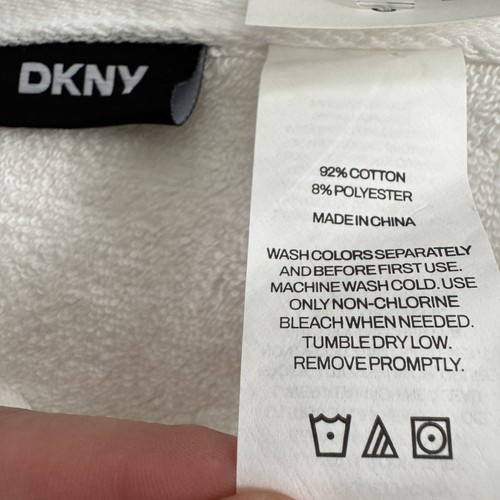 DKNY
92% COTTON
8% POLYESTER
MADE IN CHINA
WASH COLORS SEPARATELY
AND BEFORE FIRST USE.
MACHINE WASH COLD. USE
ONLY NON-CHLORINE
BLEACH WHEN NEEDED.
TUMBLE DRY LOW.
REMOVE PROMPTLY.